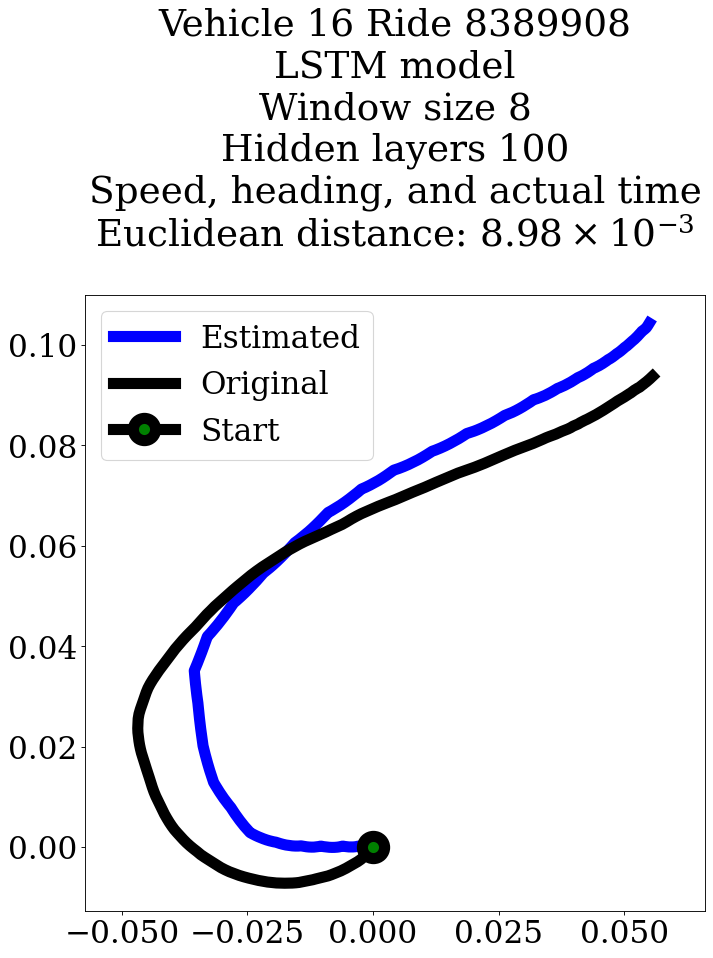 Vehicle 16 Ride 8389908
LSTM model
Window size 8
Hidden layers 100
Speed, heading, and actual time
Euclidean distance: 8.98 × 10⁻³
Estimated
Original
Start
0.10
0.08
0.06
0.04
0.02
0.00
−0.050 −0.025 0.000 0.025 0.050